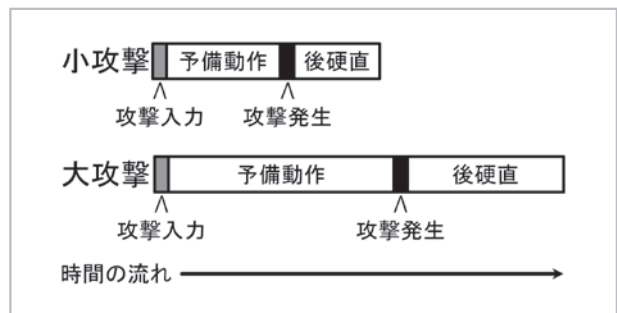 小攻撃 予備動作 後硬直
攻撃入力 攻撃発生
大攻撃 予備動作 後硬直
攻撃入力 攻撃発生
時間の流れ